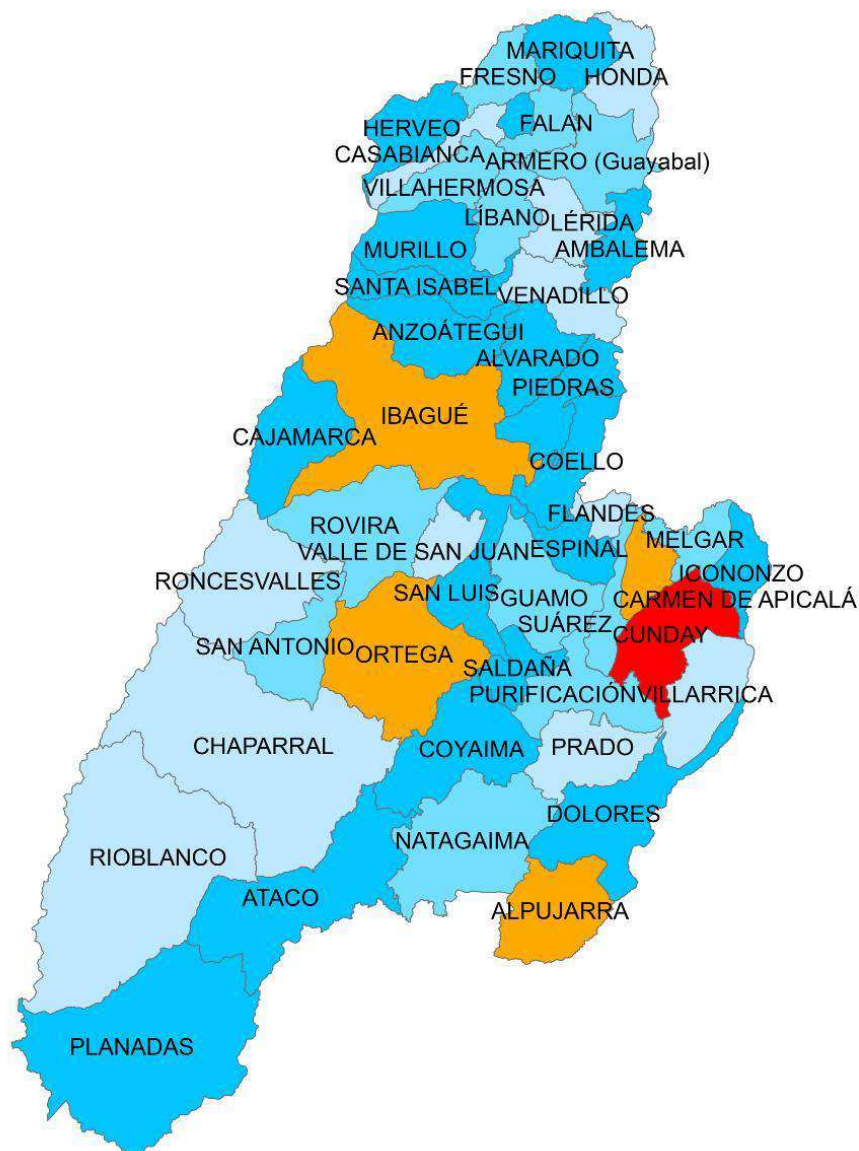 MARIQUITA
FRESNO
HONDA
HERVEO
FALAN
CASABIANCA
ARMERO (Guayabal)
VILLAHERMOSA
LÍBANO
LÉRIDA
MURILLO
AMBALEMA
SANTA ISABEL
VENADILLO
ANZOÁTEGUI
ALVARADO
PIEDRAS
IBAGUÉ
CAJAMARCA
COELLO
FLANDES
ROVIRA
MELGAR
VALLE DE SAN JUAN
ESPINAL
ICONONZO
RONCESVALLES
SAN LUIS
GUAMO
CARMEN DE APICALÁ
SUÁREZ
CUNDAY
SAN ANTONIO
ORTEGA
SALDAÑA
PURIFICACIÓN
VILLARRICA
CHAPARRAL
COYAIMA
PRADO
DOLORES
NATAGAIMA
RIOBLANCO
ATACO
ALPUJARRA
PLANADAS